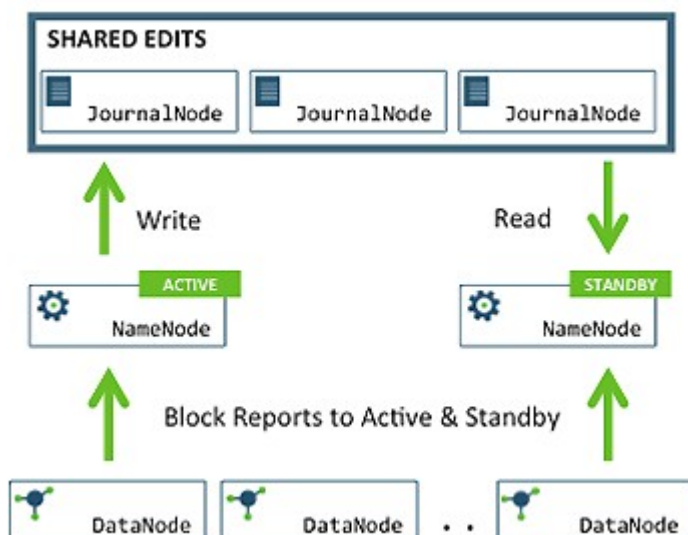 SHARED EDITS
JournalNode JournalNode JournalNode
Write Read
ACTIVE STANDBY
NameNode NameNode
Block Reports to Active & Standby
DataNode DataNode . . DataNode